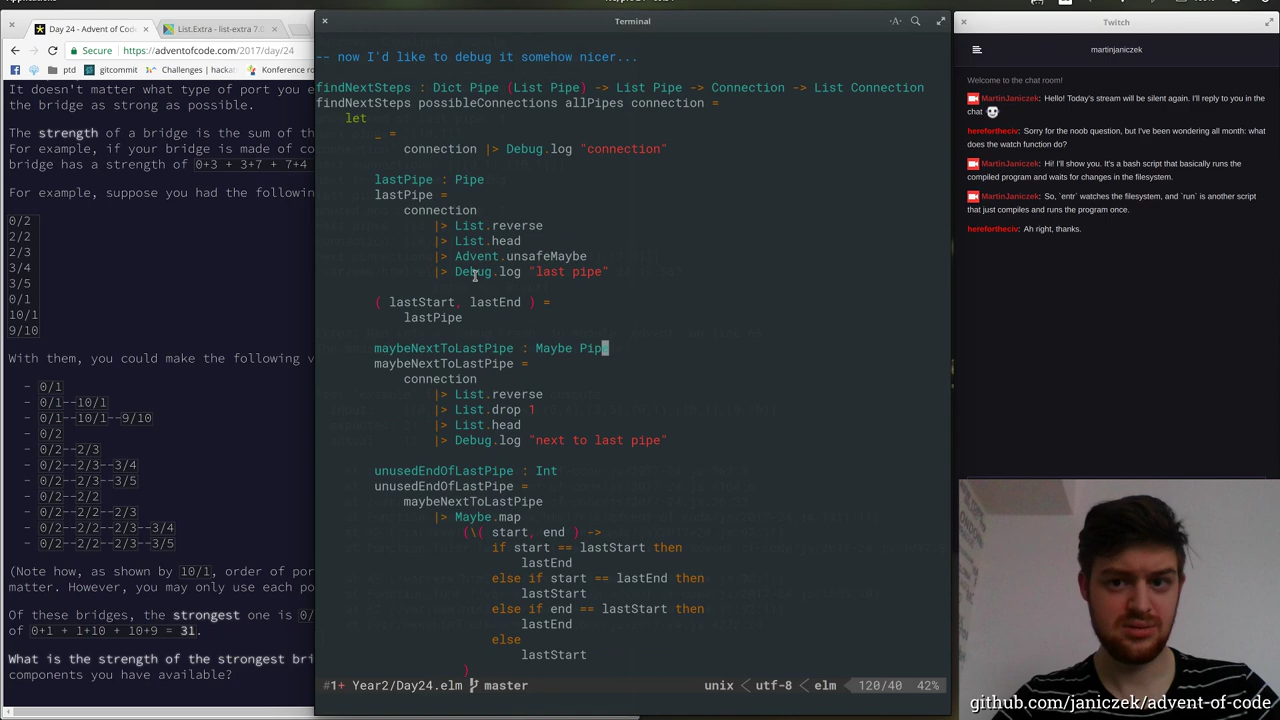 Day 24 - Advent of Cod
List.Extra - list-extra 7.0
Secure
https://adventofcode.com/2017/day/24
ptd
gitcommit
Challenges | hacka
Konference ro
It doesn't matter what type of port you e
the bridge as strong as possible.
The strength of a bridge is the sum of th
For example, if your bridge is made of co
bridge has a strength of 0+3 + 3+7 + 7+4
For example, suppose you had the followin
0/2
2/2
2/3
3/4
3/5
0/1
10/1
9/10
With them, you could make the following v
- 0/1
- 0/1--10/1
- 0/1--10/1--9/10
- 0/2
- 0/2--2/3
- 0/2--2/3--3/4
- 0/2--2/3--3/5
- 0/2--2/2
- 0/2--2/2--2/3
- 0/2--2/2--2/3--3/4
- 0/2--2/2--2/3--3/5
(Note how, as shown by 10/1, order of por
matter. However, you may only use each po
Of these bridges, the strongest one is 0/
of 0+1 + 1+10 + 10+9 = 31.
What is the strength of the strongest bri
components you have available?
Terminal
-A-
-- now I'd like to debug it somehow nicer...
findNextSteps : Dict Pipe (List Pipe) -> List Pipe -> Connection -> List Connection
findNextSteps possibleConnections allPipes connection =
let
_ =
connection |> Debug.log "connection"
lastPipe : Pipe
lastPipe =
connection
|> List.reverse
|> List.head
|> Advent.unsafeMaybe
|> Debug.log "last pipe"
( lastStart, lastEnd ) =
lastPipe
maybeNextToLastPipe : Maybe Pipe
maybeNextToLastPipe =
connection
|> List.reverse
|> List.drop 1
|> List.head
|> Debug.log "next to last pipe"
unusedEndOfLastPipe : Int
unusedEndOfLastPipe =
maybeNextToLastPipe
|> Maybe.map
(\( start, end ) ->
if start == lastStart then
lastEnd
else if start == lastEnd then
lastStart
else if end == lastStart then
lastEnd
else
lastStart
)
#1+ Year2/Day24.elm
master
unix < utf-8 < elm
120/40
42%
Twitch
martinjaniczek
Welcome to the chat room!
MartinJaniczek: Hello! Today's stream will be silent again. I'll reply to you in the
chat
herefortheciv: Sorry for the noob question, but I've been wondering all month: what
does the watch function do?
MartinJaniczek: Hi! I'll show you. It's a bash script that basically runs the
compiled program and waits for changes in the filesystem.
MartinJaniczek: So, `entr` watches the filesystem, and `run` is another script
that just compiles and runs the program once.
herefortheciv: Ah right, thanks.
github.com/janiczek/advent-of-code